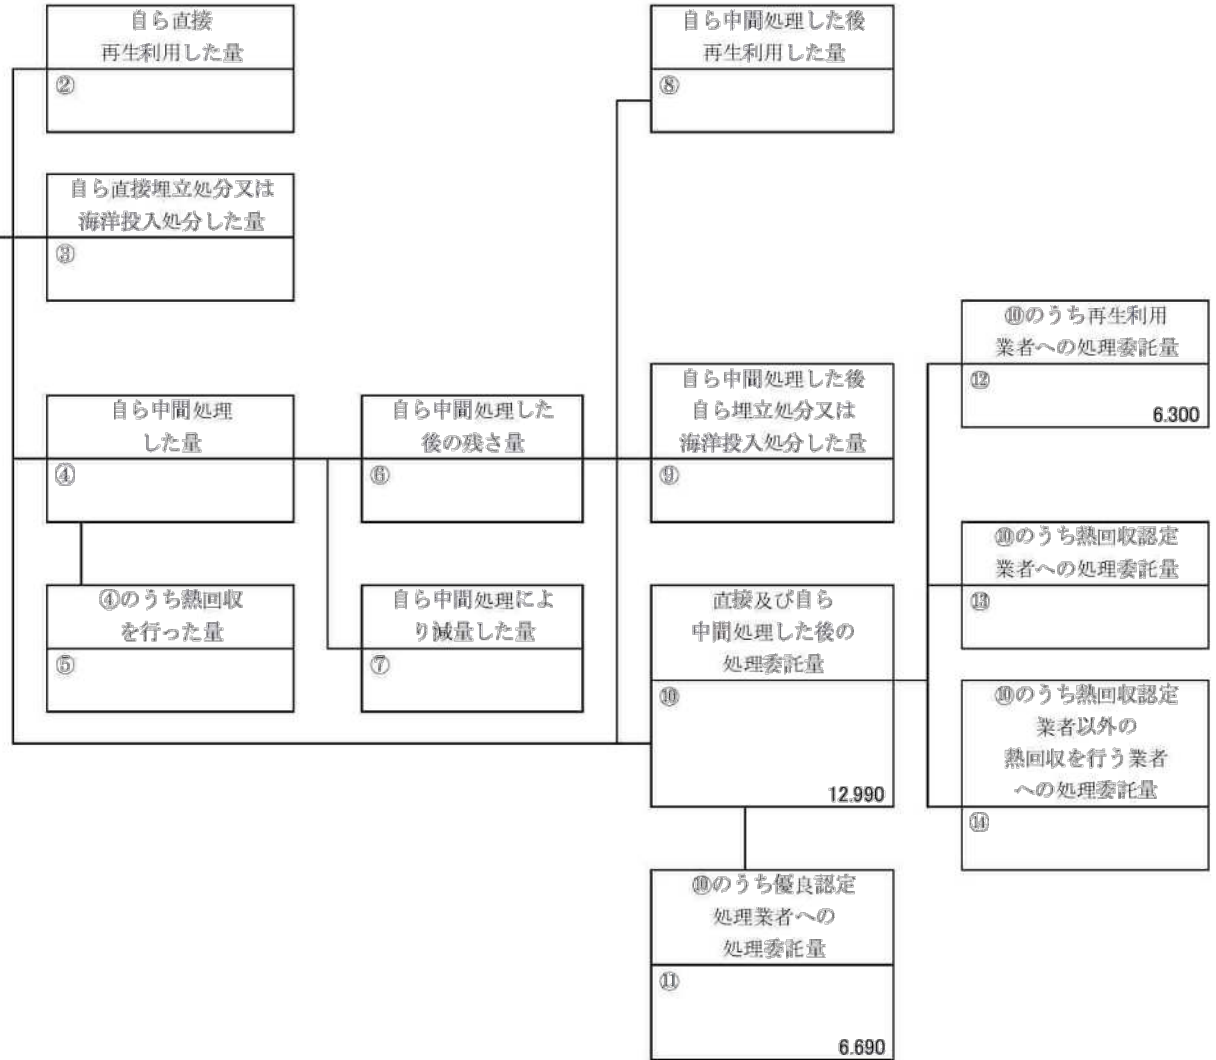 自ら直接
再生利用した量
②
自ら中間処理した後
再生利用した量
⑧
自ら直接埋立処分又は
海洋投入処分した量
③
⑩のうち再生利用
業者への処理委託量
⑫
6.300
自ら中間処理
した量
④
自ら中間処理した
後の残さ量
⑥
自ら中間処理した後
自ら埋立処分又は
海洋投入処分した量
⑨
⑩のうち熱回収認定
業者への処理委託量
⑬
④のうち熱回収
を行った量
⑤
自ら中間処理によ
り減量した量
⑦
直接及び自ら
中間処理した後の
処理委託量
⑩
12.990
⑩のうち熱回収認定
業者以外の
熱回収を行う業者
への処理委託量
⑭
⑩のうち優良認定
処理業者への
処理委託量
⑪
6.690